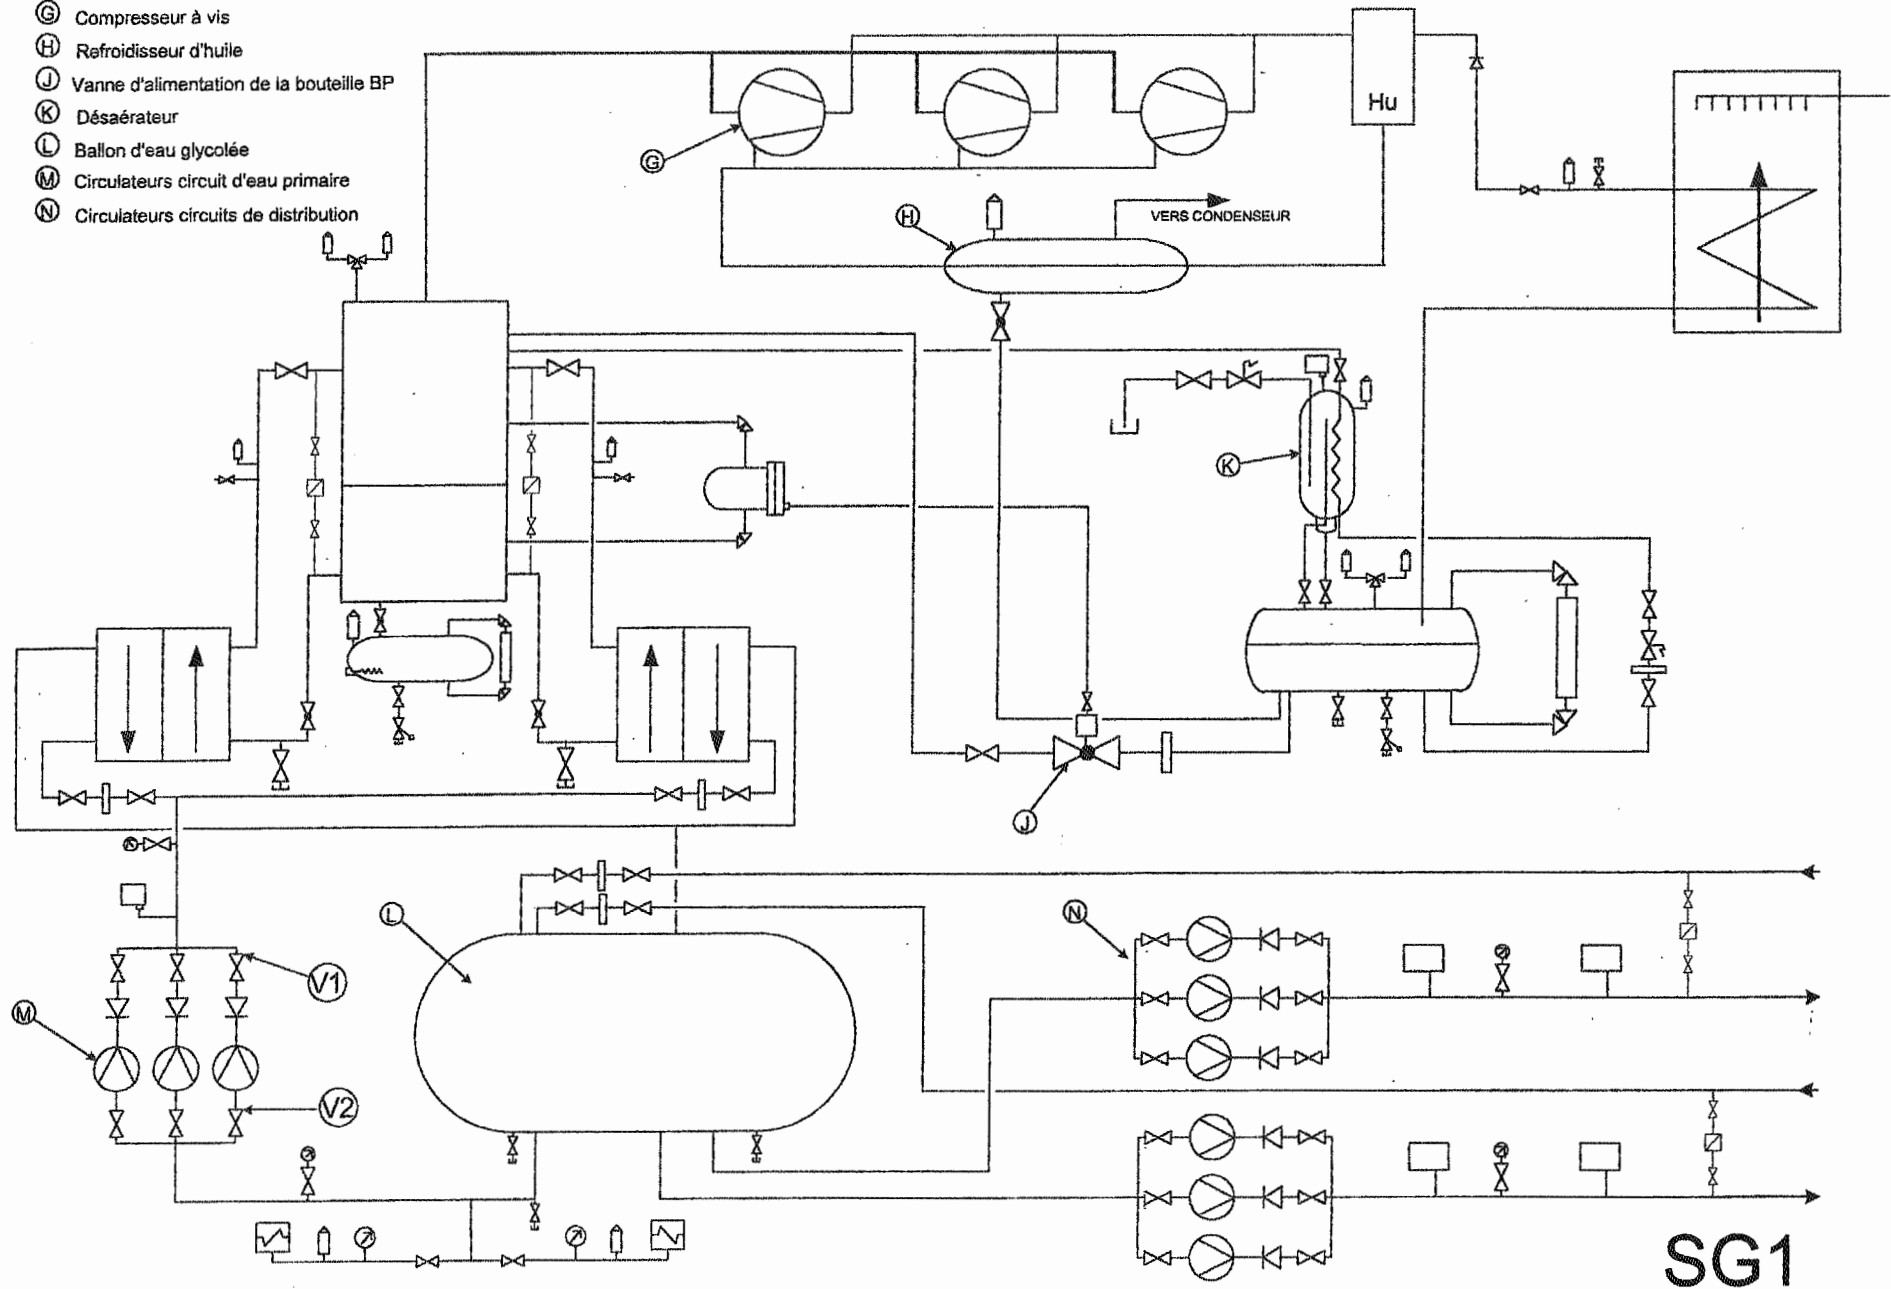 G Compresseur à vis
H Refroidisseur d'huile
J Vanne d'alimentation de la bouteille BP
K Désaérateur
L Ballon d'eau glycolée
M Circulateurs circuit d'eau primaire
N Circulateurs circuits de distribution
Hu
G
H
VERS CONDENSEUR
K
J
L
N
V1
M
V2
SG1